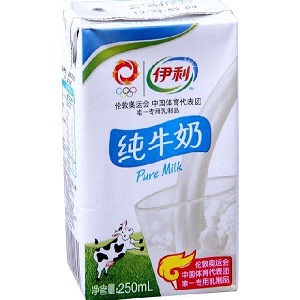 伊利
伦敦奥运会 中国体育代表团
唯一专用乳制品
纯牛奶
Pure Milk
伦敦奥运会
中国体育代表团
唯一专用乳制品
净含量:250mL